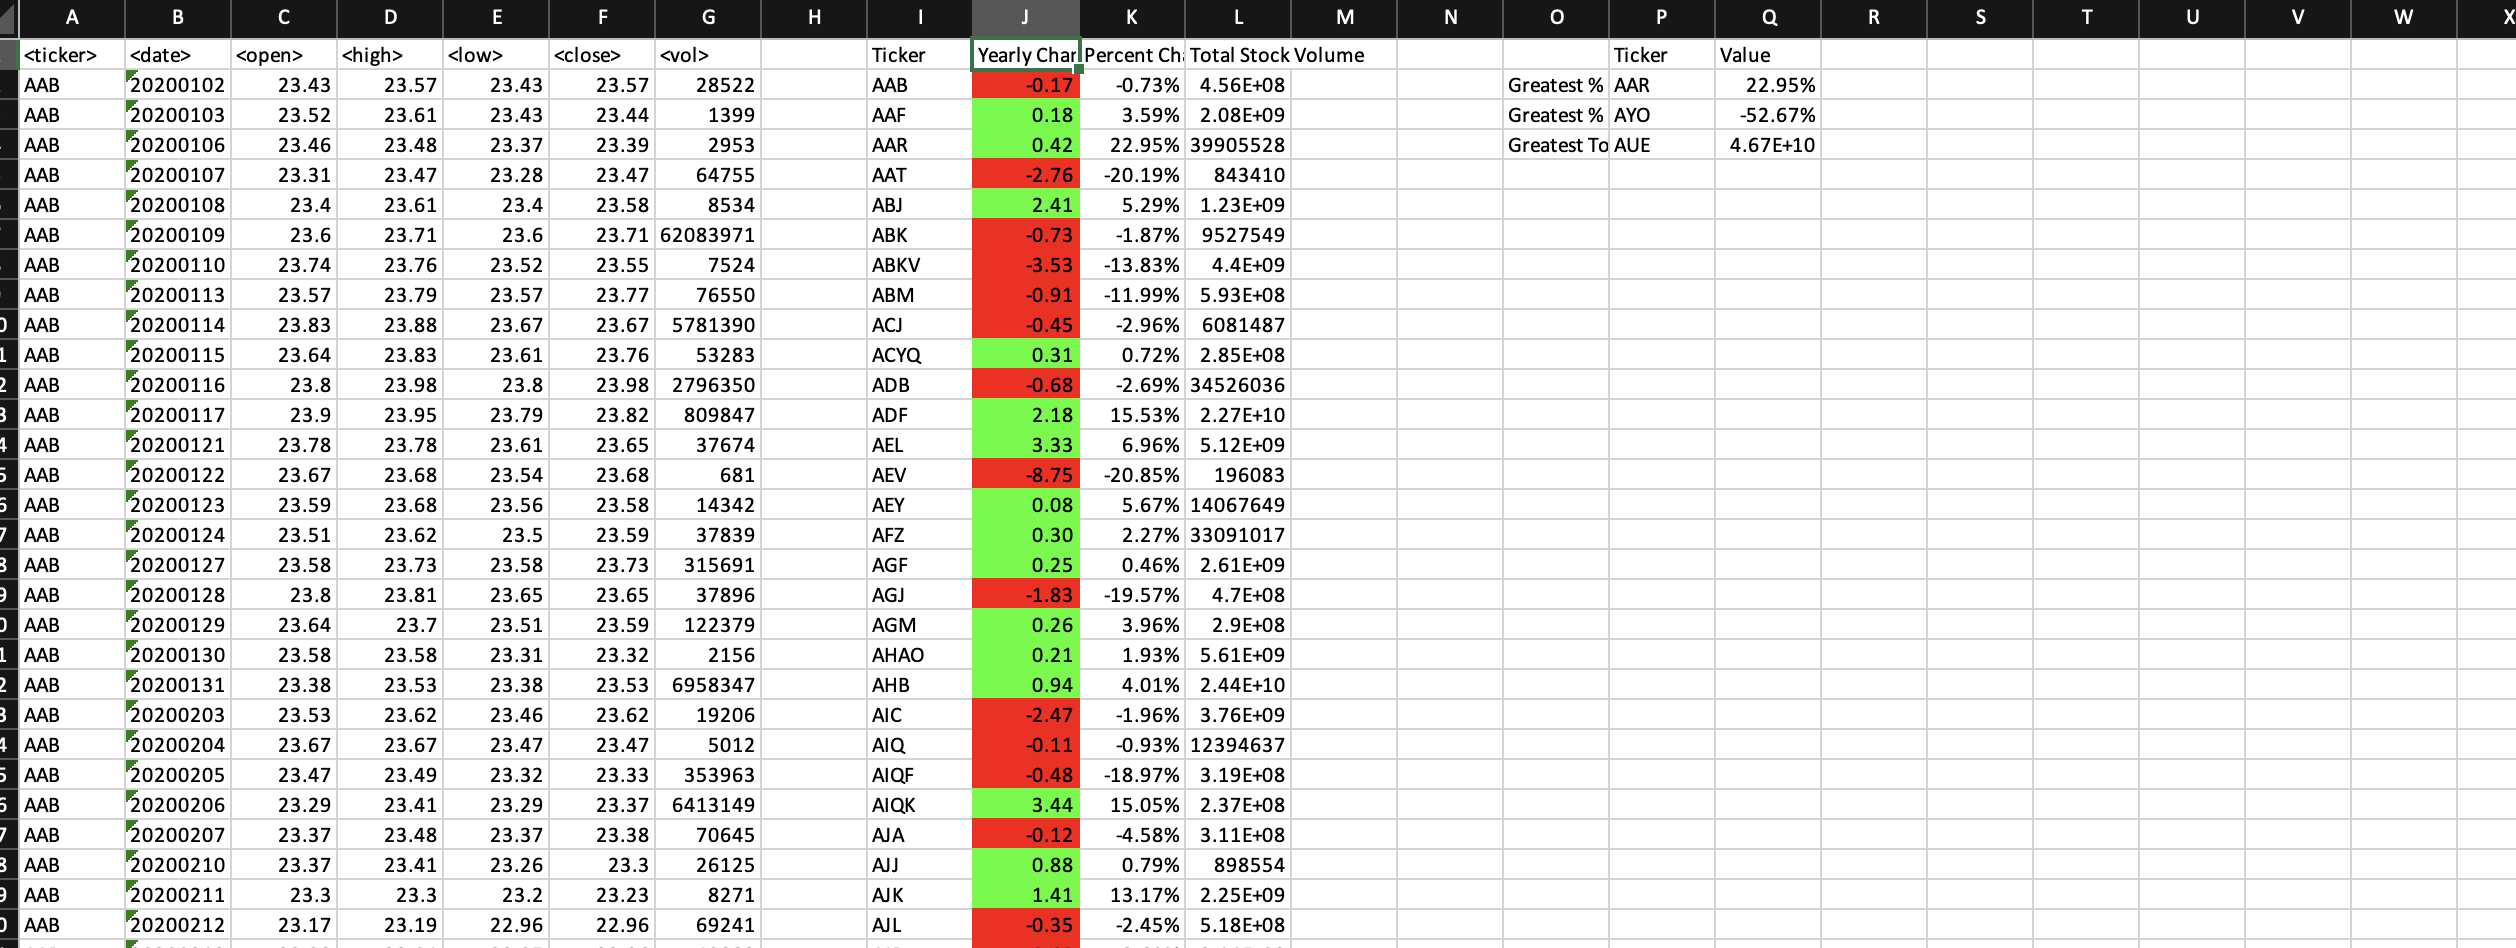 A B C D E F G H I J K L M N O P Q R S T U V W X
<ticker> <date> <open> <high> <low> <close> <vol> Ticker Yearly Char Percent Ch Total Stock Volume Ticker Value
AAB 20200102 23.43 23.57 23.43 23.57 28522 AAB -0.17 -0.73% 4.56E+08 Greatest % AAR 22.95%
AAB 20200103 23.52 23.61 23.43 23.44 1399 AAF 0.18 3.59% 2.08E+09 Greatest % AYO -52.67%
AAB 20200106 23.46 23.48 23.37 23.39 2953 AAR 0.42 22.95% 39905528 Greatest To AUE 4.67E+10
AAB 20200107 23.31 23.47 23.28 23.47 64755 AAT -2.76 -20.19% 843410
AAB 20200108 23.4 23.61 23.4 23.58 8534 ABJ 2.41 5.29% 1.23E+09
AAB 20200109 23.6 23.71 23.6 23.71 62083971 ABK -0.73 -1.87% 9527549
AAB 20200110 23.74 23.76 23.52 23.55 7524 ABKV -3.53 -13.83% 4.4E+09
AAB 20200113 23.57 23.79 23.57 23.77 76550 ABM -0.91 -11.99% 5.93E+08
AAB 20200114 23.83 23.88 23.67 23.67 5781390 ACJ -0.45 -2.96% 6081487
AAB 20200115 23.64 23.83 23.61 23.76 53283 ACYQ 0.31 0.72% 2.85E+08
AAB 20200116 23.8 23.98 23.8 23.98 2796350 ADB -0.68 -2.69% 34526036
AAB 20200117 23.9 23.95 23.79 23.82 809847 ADF 2.18 15.53% 2.27E+10
AAB 20200121 23.78 23.78 23.61 23.65 37674 AEL 3.33 6.96% 5.12E+09
AAB 20200122 23.67 23.68 23.54 23.68 681 AEV -8.75 -20.85% 196083
AAB 20200123 23.59 23.68 23.56 23.58 14342 AEY 0.08 5.67% 14067649
AAB 20200124 23.51 23.62 23.5 23.59 37839 AFZ 0.30 2.27% 33091017
AAB 20200127 23.58 23.73 23.58 23.73 315691 AGF 0.25 0.46% 2.61E+09
AAB 20200128 23.8 23.81 23.65 23.65 37896 AGJ -1.83 -19.57% 4.7E+08
AAB 20200129 23.64 23.7 23.51 23.59 122379 AGM 0.26 3.96% 2.9E+08
AAB 20200130 23.58 23.58 23.31 23.32 2156 AHAO 0.21 1.93% 5.61E+09
AAB 20200131 23.38 23.53 23.38 23.53 6958347 AHB 0.94 4.01% 2.44E+10
AAB 20200203 23.53 23.62 23.46 23.62 19206 AIC -2.47 -1.96% 3.76E+09
AAB 20200204 23.67 23.67 23.47 23.47 5012 AIQ -0.11 -0.93% 12394637
AAB 20200205 23.47 23.49 23.32 23.33 353963 AIQF -0.48 -18.97% 3.19E+08
AAB 20200206 23.29 23.41 23.29 23.37 6413149 AIQK 3.44 15.05% 2.37E+08
AAB 20200207 23.37 23.48 23.37 23.38 70645 AJA -0.12 -4.58% 3.11E+08
AAB 20200210 23.37 23.41 23.26 23.3 26125 AJJ 0.88 0.79% 898554
AAB 20200211 23.3 23.3 23.2 23.23 8271 AJK 1.41 13.17% 2.25E+09
AAB 20200212 23.17 23.19 22.96 22.96 69241 AJL -0.35 -2.45% 5.18E+08